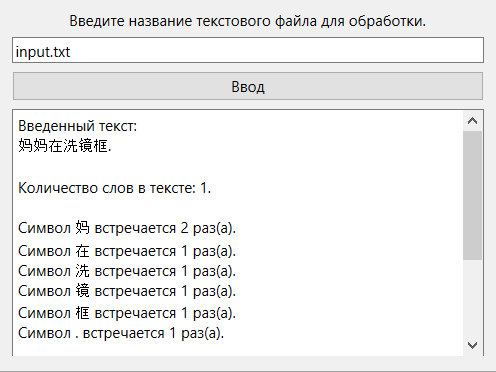 Введите название текстового файла для обработки.
input.txt
Ввод
Введенный текст:
妈妈在洗镜框.
Количество слов в тексте: 1.
Символ 妈 встречается 2 раз(а).
Символ 在 встречается 1 раз(а).
Символ 洗 встречается 1 раз(а).
Символ 镜 встречается 1 раз(а).
Символ 框 встречается 1 раз(а).
Символ . встречается 1 раз(а).